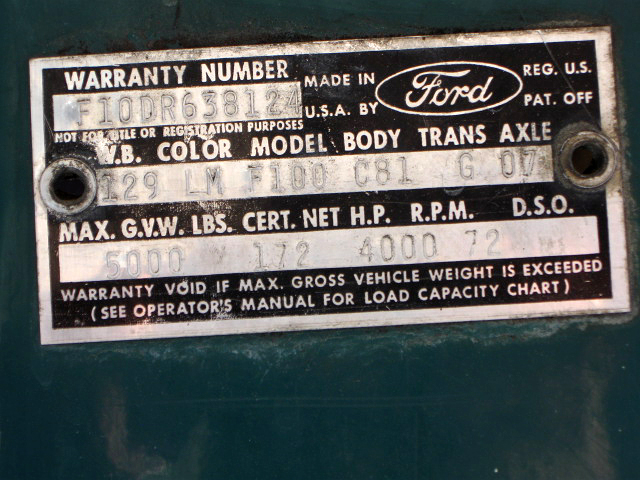 WARRANTY NUMBER MADE IN Ford REG. U.S.
F10DR638124 U.S.A. BY PAT. OFF
NOT FOR TITLE OR REGISTRATION PURPOSES
W.B. COLOR MODEL BODY TRANS AXLE
129 LM F100 C81 G 07
MAX. G.V.W. LBS. CERT. NET H.P. R.P.M. D.S.O.
5000 172 4000 72
WARRANTY VOID IF MAX. GROSS VEHICLE WEIGHT IS EXCEEDED
(SEE OPERATOR'S MANUAL FOR LOAD CAPACITY CHART)